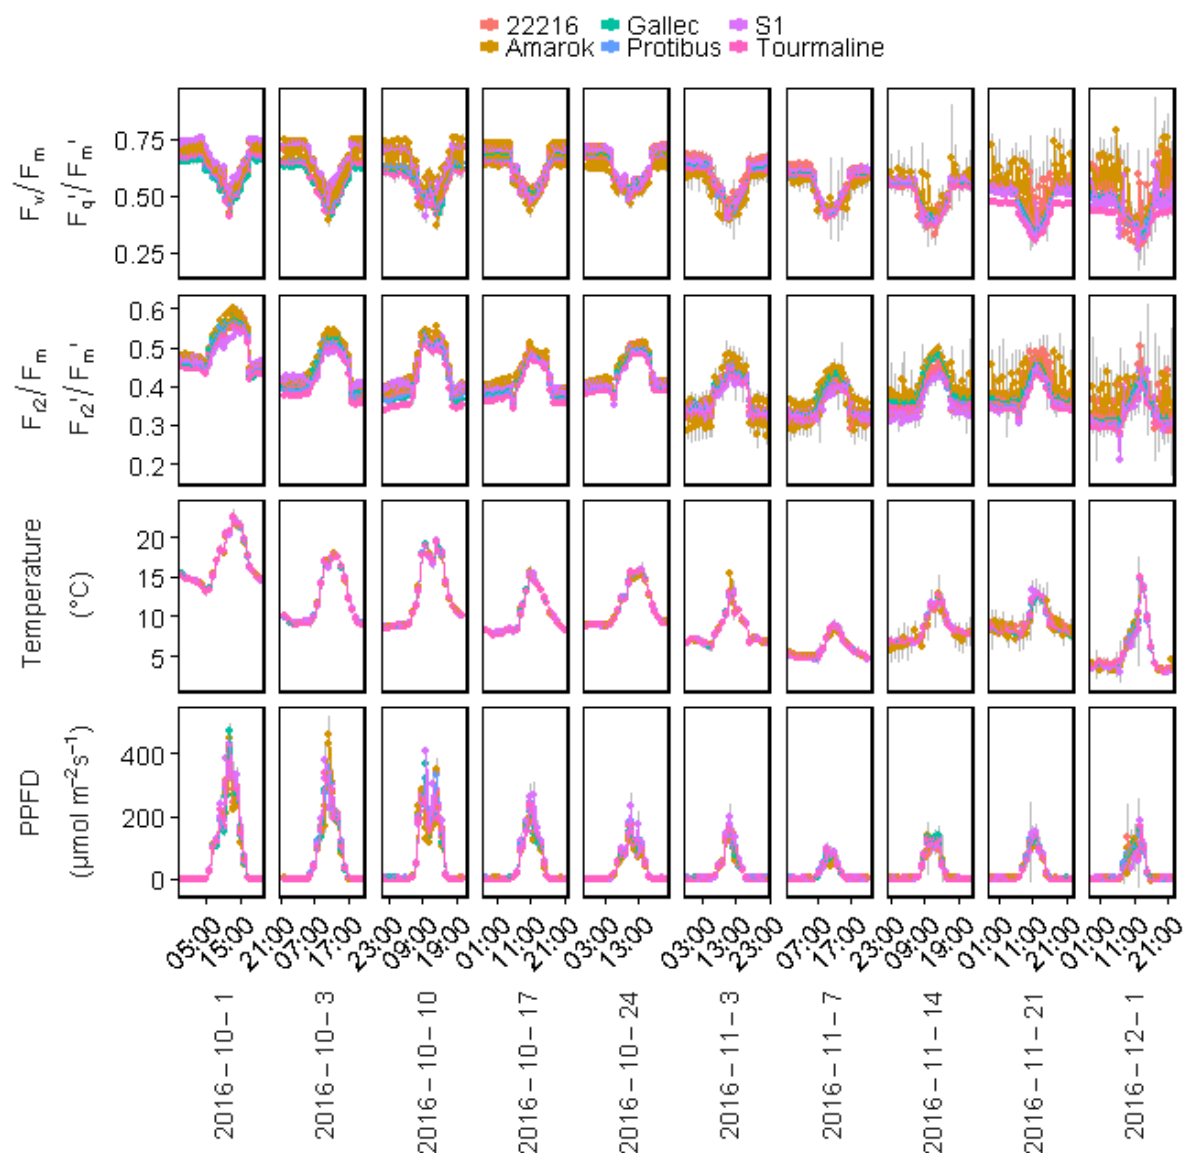 22216 Gallec S1
Amarok Protibus Tourmaline
Fv/Fm
Fq'/Fm'
0.75
0.50
0.25
Fr2/Fm
Fr2'/Fm'
0.6
0.5
0.4
0.3
0.2
Temperature
(°C)
20
15
10
5
PPFD
(μmol m−2s−1)
400
200
0
05:00 15:00 21:00 07:00 17:00 23:00 09:00 19:00 01:00 11:00 21:00 03:00 13:00 03:00 13:00 23:00 07:00 17:00 23:00 09:00 19:00 01:00 11:00 21:00 01:00 11:00 21:00
2016−10−1
2016−10−3
2016−10−10
2016−10−17
2016−10−24
2016−11−3
2016−11−7
2016−11−14
2016−11−21
2016−12−1